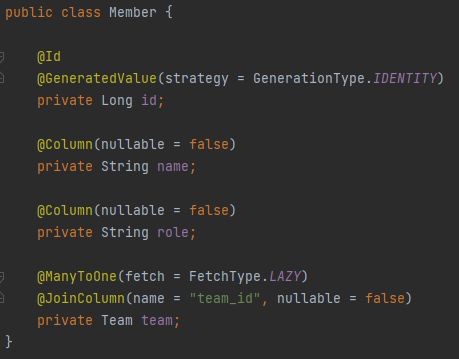 public class Member {
@Id
@GeneratedValue(strategy = GenerationType.IDENTITY)
private Long id;
@Column(nullable = false)
private String name;
@Column(nullable = false)
private String role;
@ManyToOne(fetch = FetchType.LAZY)
@JoinColumn(name = "team_id", nullable = false)
private Team team;
}